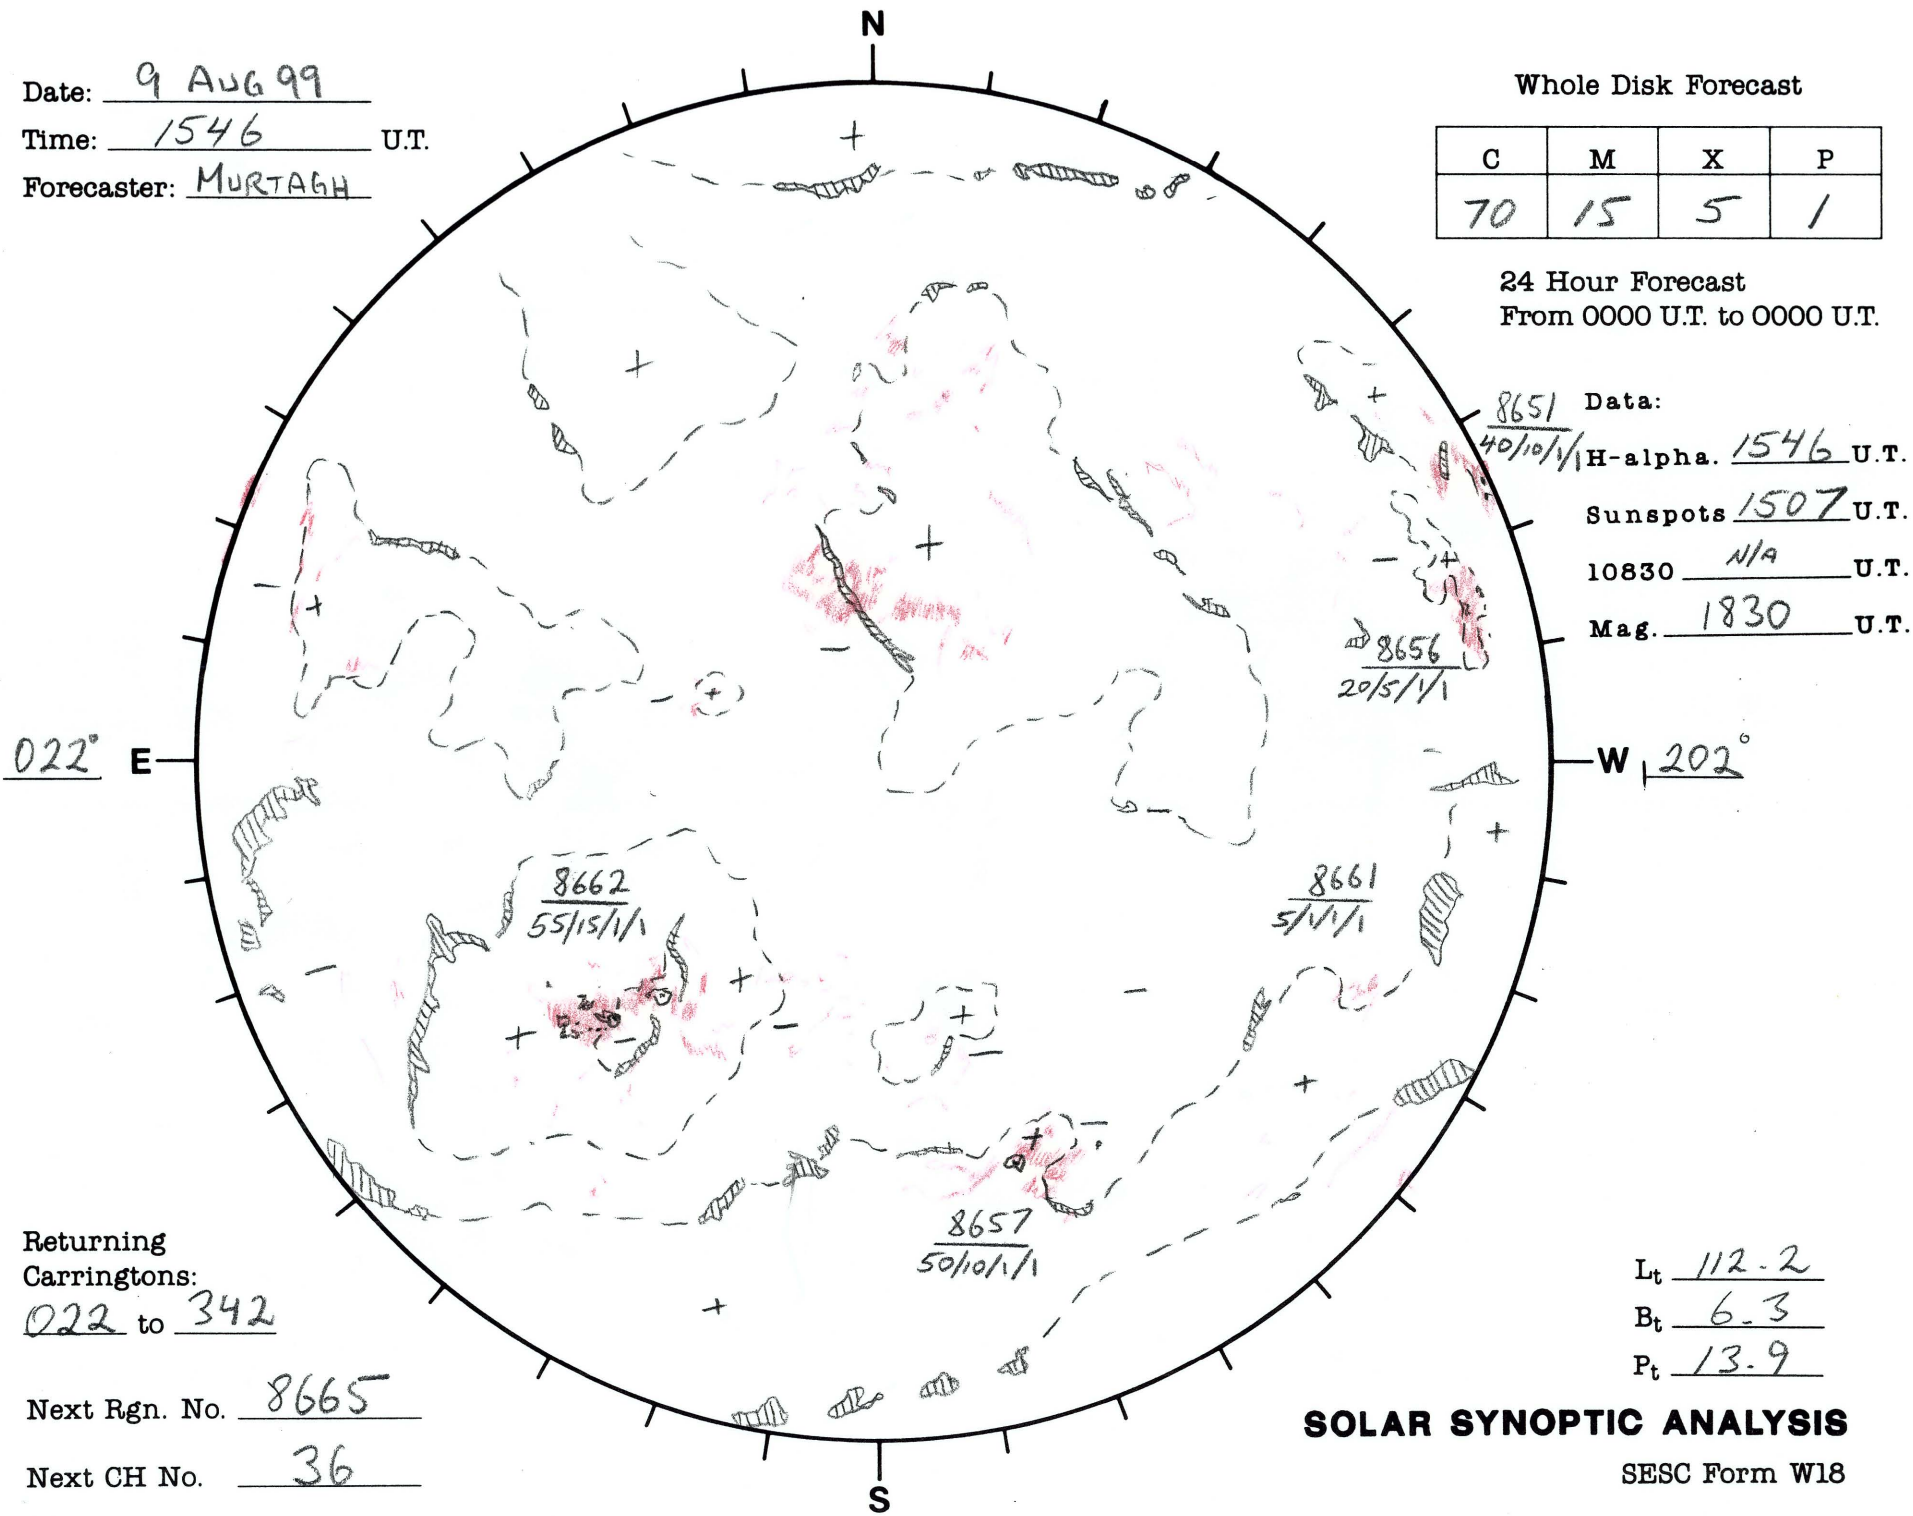 N
Date: 9 AUG 99
Time: 1546 U.T.
Forecaster: MURTAGH
Whole Disk Forecast
C M X P
70 15 5 1
24 Hour Forecast
From 0000 U.T. to 0000 U.T.
8651
40/10/1/1
Data:
H-alpha. 1546 U.T.
Sunspots 1507 U.T.
10830 N/A U.T.
Mag. 1830 U.T.
8656
20/5/1/1
022° E
W 202°
8662
55/15/1/1
8661
5/1/1/1
8657
50/10/1/1
Returning
Carringtons:
022 to 342
Next Rgn. No. 8665
Next CH No. 36
Lt 112.2
Bt 6.3
Pt 13.9
SOLAR SYNOPTIC ANALYSIS
SESC Form W18
S